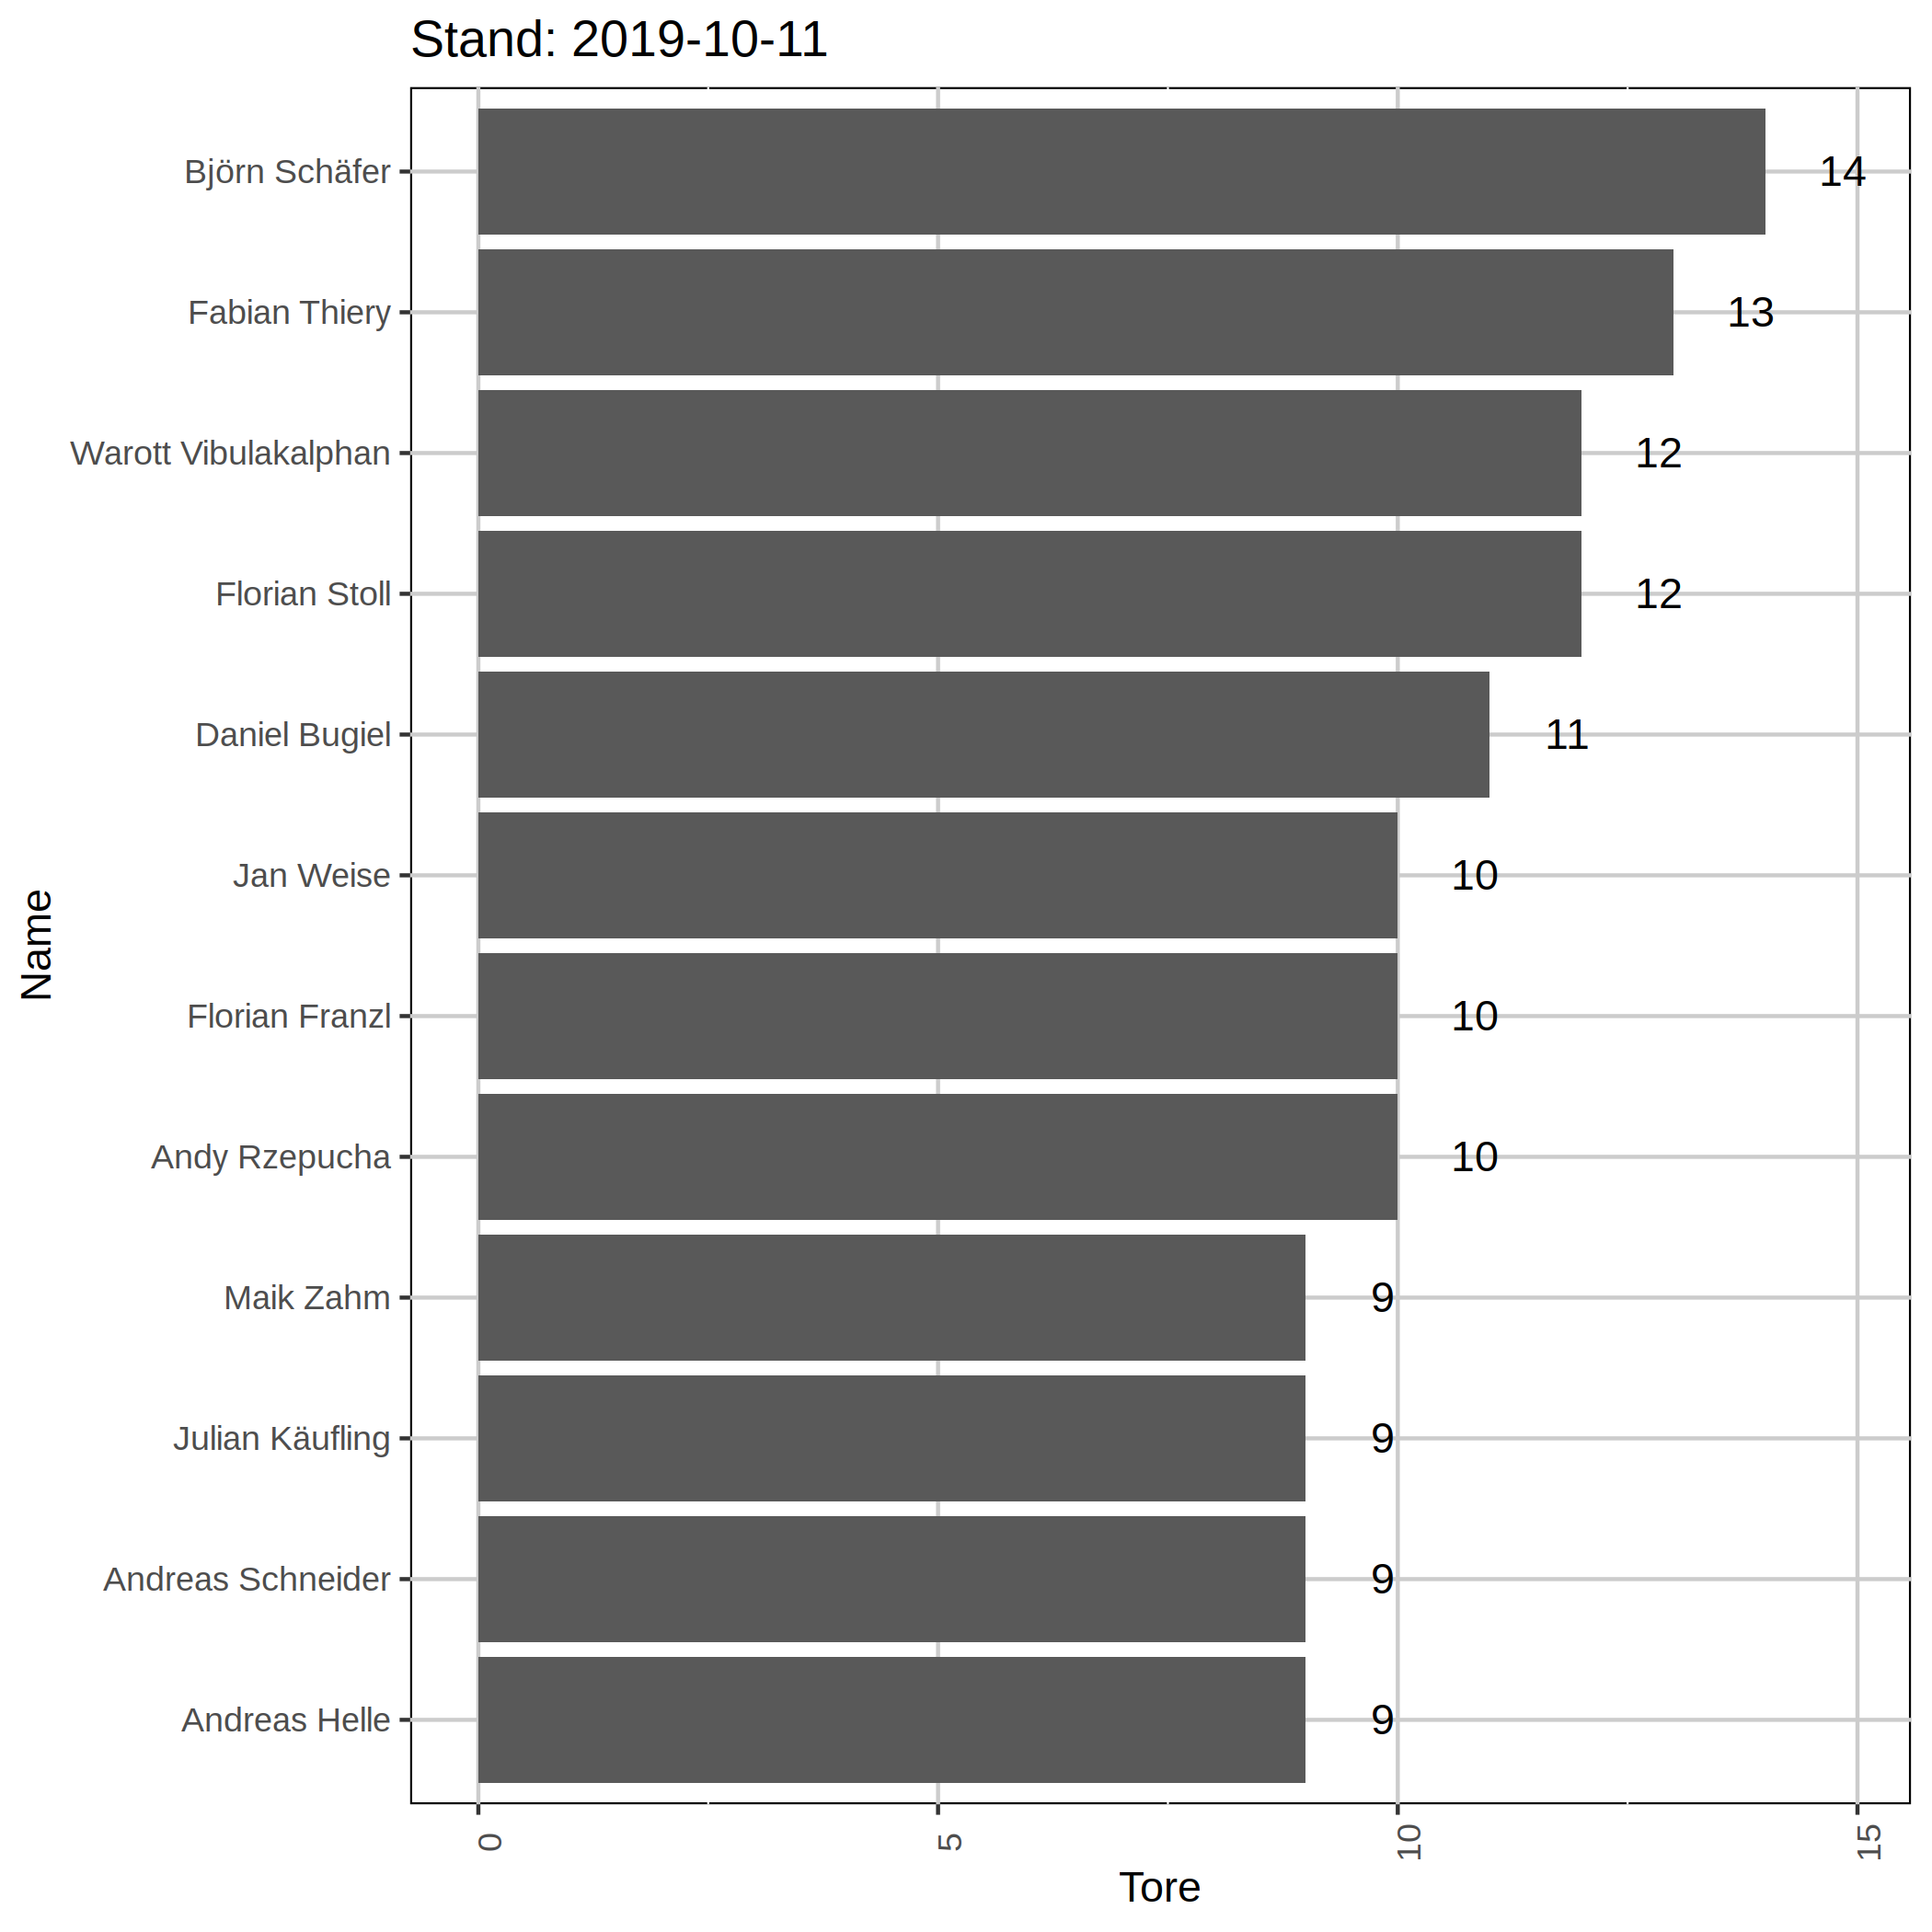 Stand: 2019-10-11
Björn Schäfer 14
Fabian Thiery 13
Warott Vibulakalphan 12
Florian Stoll 12
Daniel Bugiel 11
Jan Weise 10
Florian Franzl 10
Andy Rzepucha 10
Maik Zahm 9
Julian Käufling 9
Andreas Schneider 9
Andreas Helle 9
Name
0 5 10 15
Tore